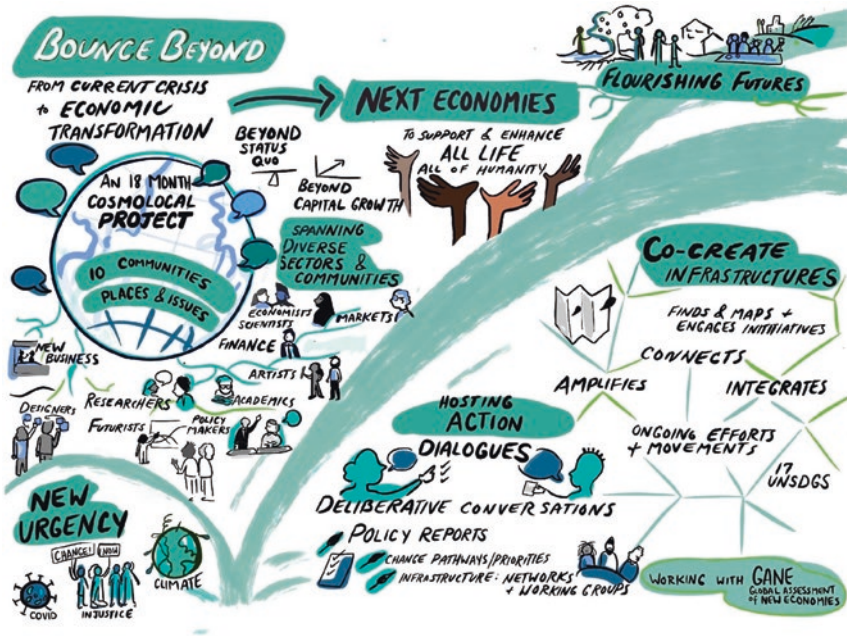 BOUNCE BEYOND
FROM CURRENT CRISIS
to ECONOMIC
TRANSFORMATION
NEXT ECONOMIES
FLOURISHING FUTURES
BEYOND
STATUS
QUO
BEYOND
CAPITAL GROWTH
TO SUPPORT & ENHANCE
ALL LIFE
ALL OF HUMANITY
AN 18 MONTH
COSMOLOCAL
PROJECT
10 COMMUNITIES
PLACES & ISSUES
SPANNING
DIVERSE
SECTORS &
COMMUNITIES
ECONOMISTS
SCIENTISTS
MARKETS
FINANCE
ARTISTS
NEW
BUSINESS
RESEARCHERS
ACADEMICS
DESIGNERS
FUTURISTS
POLICY
MAKERS
CO-CREATE
INFRASTRUCTURES
FINDS & MAPS +
ENGAGES INITIATIVES
CONNECTS
AMPLIFIES
INTEGRATES
ONGOING EFFORTS
+ MOVEMENTS
17
UNSDGS
HOSTING
ACTION
DIALOGUES
DELIBERATIVE CONVERSATIONS
POLICY REPORTS
CHANGE PATHWAYS/PRIORITIES
INFRASTRUCTURE: NETWORKS
+ WORKING GROUPS
NEW
URGENCY
CHANGE!
NOW
COVID
INJUSTICE
CLIMATE
WORKING WITH GANE
GLOBAL ASSESSMENT
OF NEW ECONOMIES